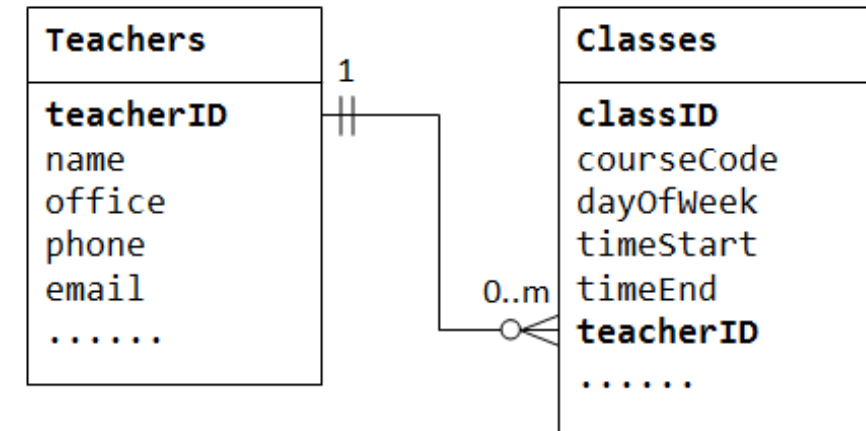 Teachers
teacherID
name
office
phone
email
......
1
0..m
Classes
classID
courseCode
dayOfWeek
timeStart
timeEnd
teacherID
......